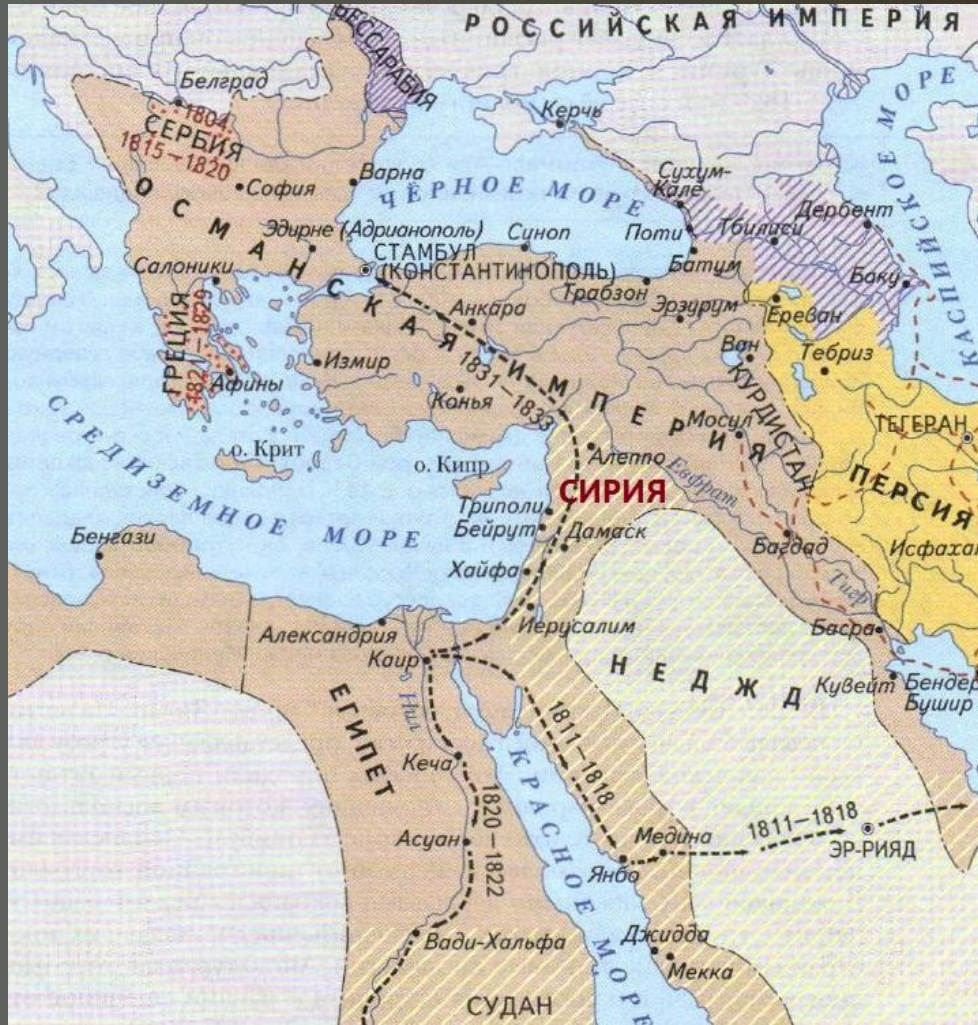 РОССИЙСКАЯ ИМПЕРИЯ
БЕССАРАБИЯ
Белград
1804
СЕРБИЯ
1815–1820
София
Варна
Керчь
ЧЁРНОЕ МОРЕ
КАСПИЙСКОЕ МОРЕ
Сухум-
Кале
Дербент
Поти
Тбилиси
Батум
Баку
Эдирне (Адрианополь)
Синоп
СТАМБУЛ
(КОНСТАНТИНОПОЛЬ)
Салоники
Трабзон
Анкара
Эрзурум
Ереван
ОСМАНСКАЯ ИМПЕРИЯ
ГРЕЦИЯ
1821–1829
Афины
Измир
Конья
1831–1833
Ван
Тебриз
КУРДИСТАН
Мосул
ТЕГЕРАН
ПЕРСИЯ
Исфахан
СРЕДИЗЕМНОЕ МОРЕ
о. Крит
о. Кипр
Алеппо
Евфрат
СИРИЯ
Триполи
Бейрут
Дамаск
Багдад
Бенгази
Хайфа
Тигр
Иерусалим
Басра
Александрия
Каир
НЕДЖД
Кувейт
Бендер-
Бушир
ЕГИПЕТ
Нил
Кеча
КРАСНОЕ МОРЕ
1811–1818
1820–1822
Асуан
Медина
1811–1818
ЭР-РИЯД
Янбо
Вади-Хальфа
Джидда
Мекка
СУДАН